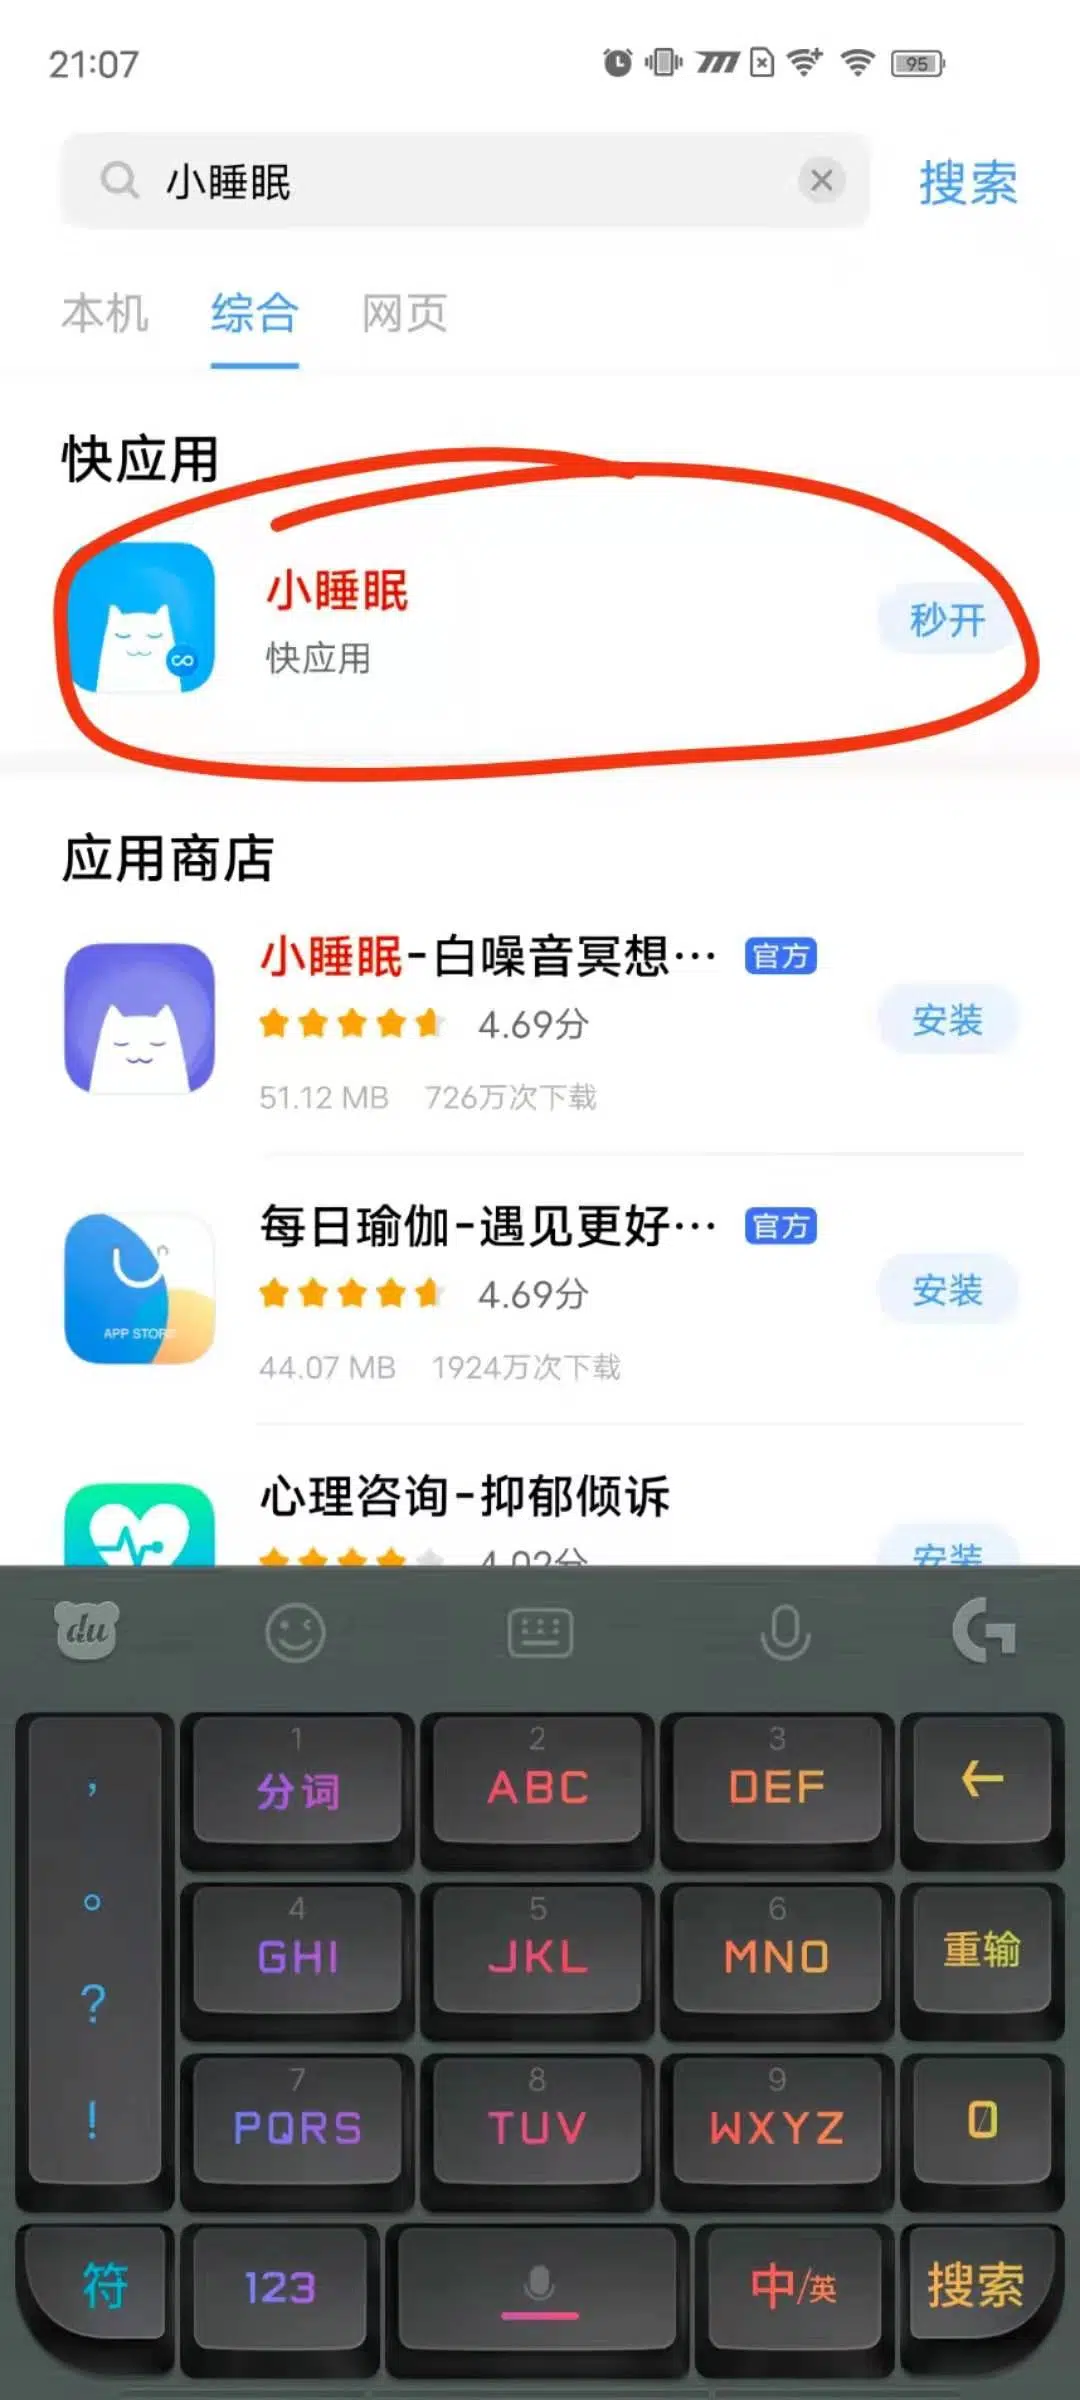 21:07
95
小睡眠
搜索
本机 综合 网页
快应用
小睡眠
快应用
秒开
应用商店
小睡眠-白噪音冥想… 官方
4.69分
安装
51.12 MB 726万次下载
每日瑜伽-遇见更好… 官方
4.69分
安装
APP STORE
44.07 MB 1924万次下载
心理咨询-抑郁倾诉
4.02分
安装
du
, 1 分词 2 ABC 3 DEF ←
。 4 GHI 5 JKL 6 MNO 重输
?
! 7 PQRS 8 TUV 9 WXYZ 0
符 123 中/英 搜索